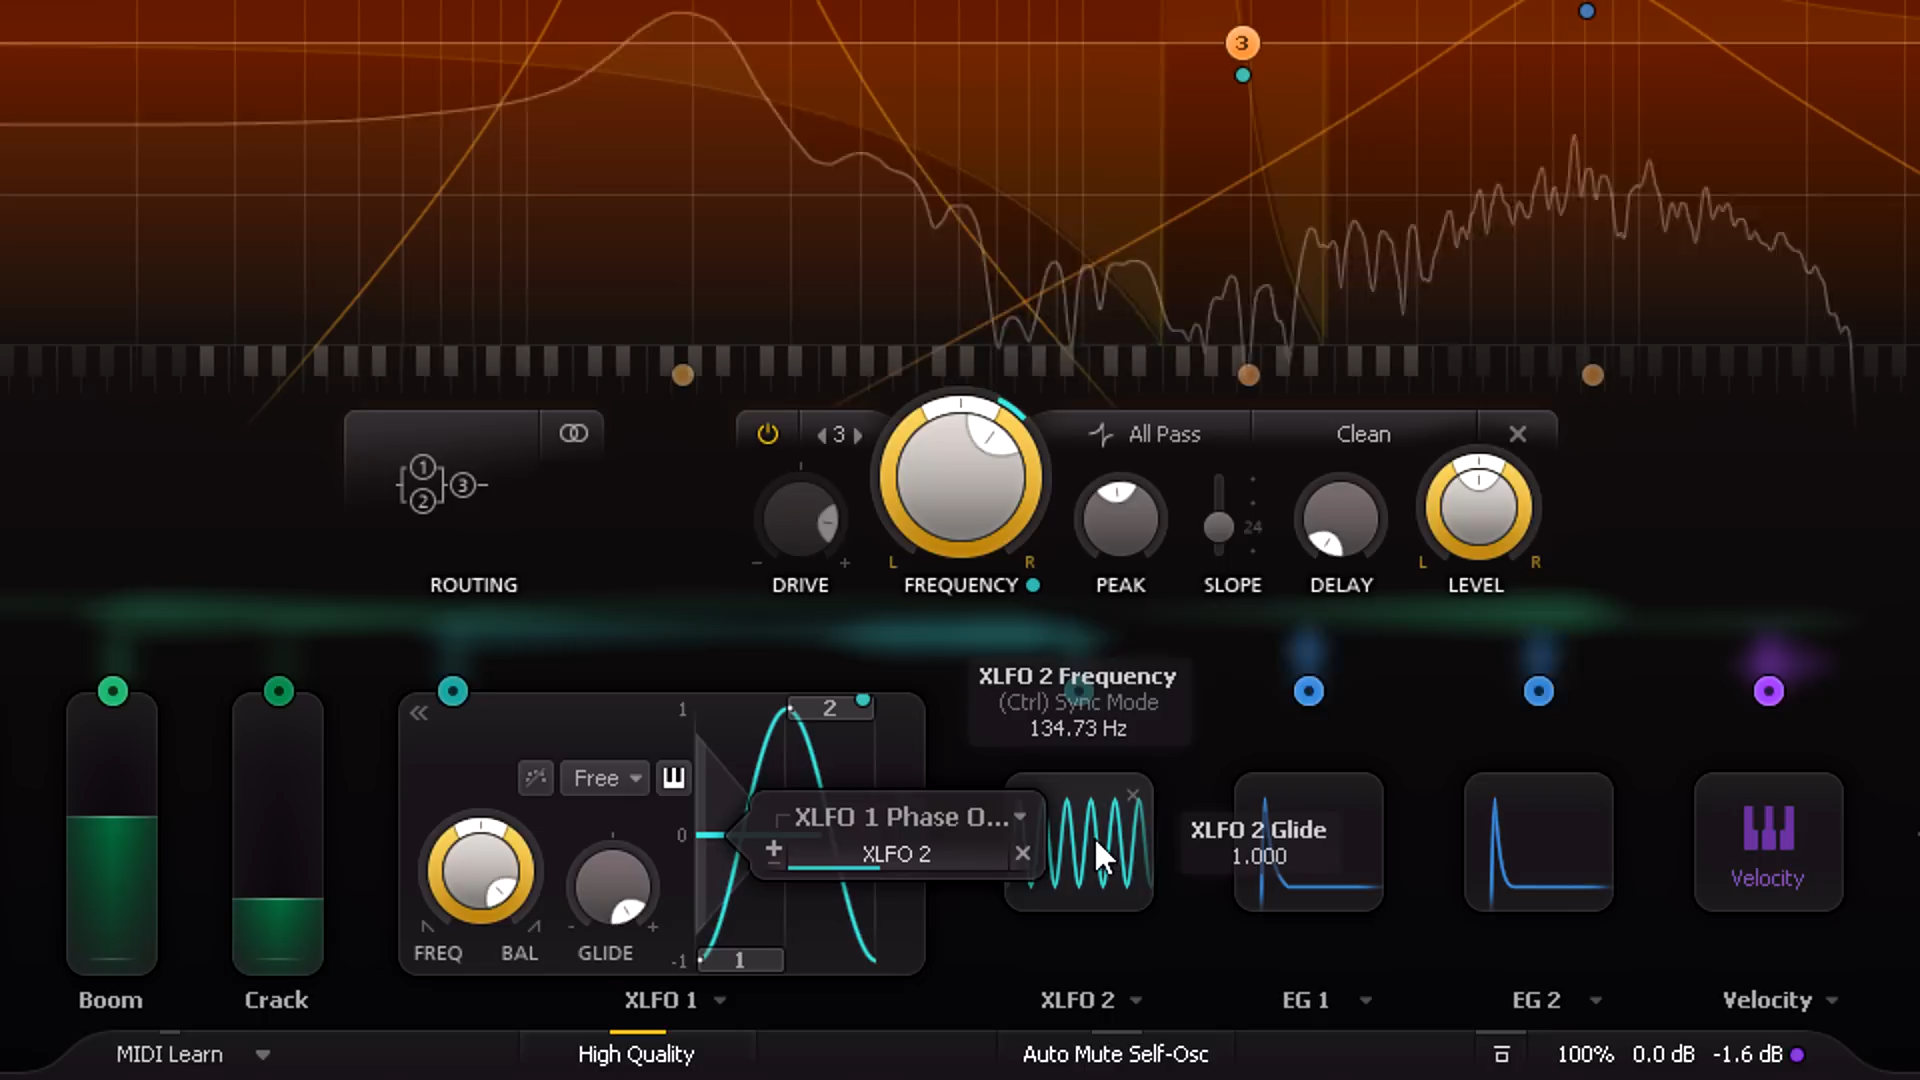 3
3
All Pass
Clean
1
2
3
24
L
R
L
R
ROUTING
DRIVE
FREQUENCY
PEAK
SLOPE
DELAY
LEVEL
XLFO 2 Frequency
(Ctrl) Sync Mode
134.73 Hz
1
2
Free
XLFO 1 Phase O...
0
XLFO 2
XLFO 2 Glide
1.000
Velocity
FREQ
BAL
GLIDE
-1
1
Boom
Crack
XLFO 1
XLFO 2
EG 1
EG 2
Velocity
MIDI Learn
High Quality
Auto Mute Self-Osc
100%
0.0 dB
-1.6 dB